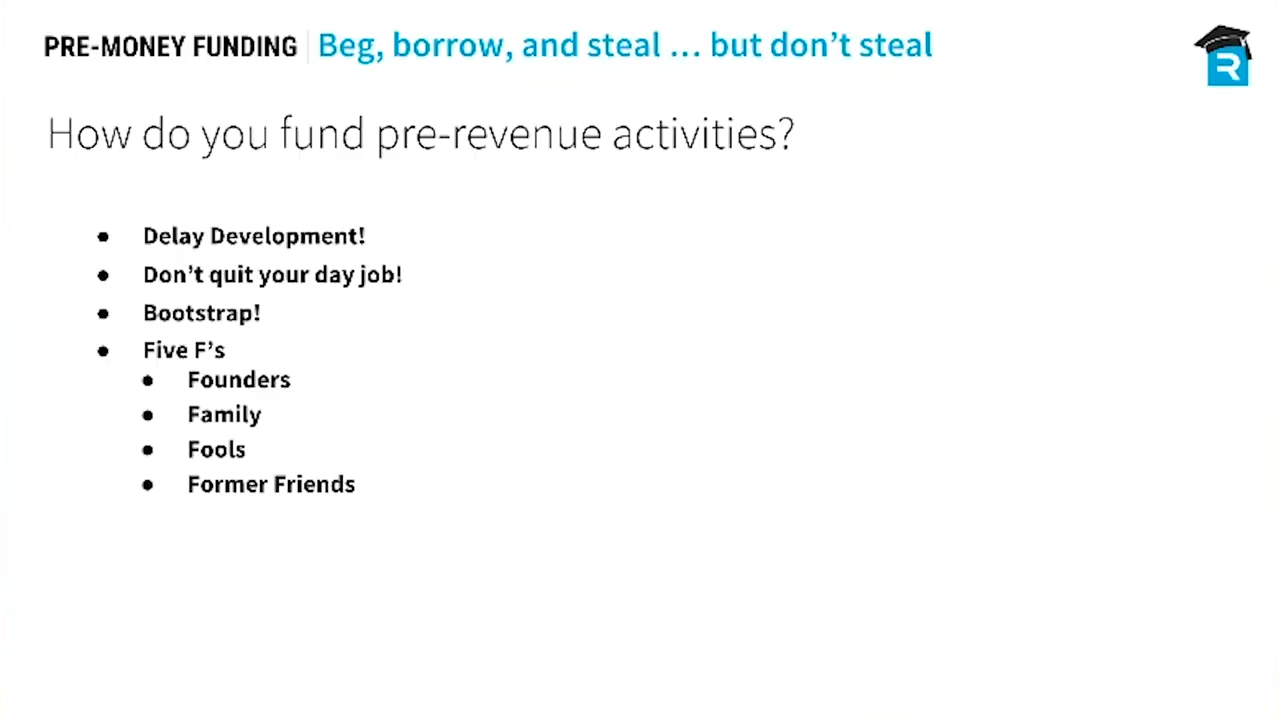 PRE-MONEY FUNDING Beg, borrow, and steal ... but don't steal
How do you fund pre-revenue activities?
● Delay Development!
● Don't quit your day job!
● Bootstrap!
● Five F's
● Founders
● Family
● Fools
● Former Friends